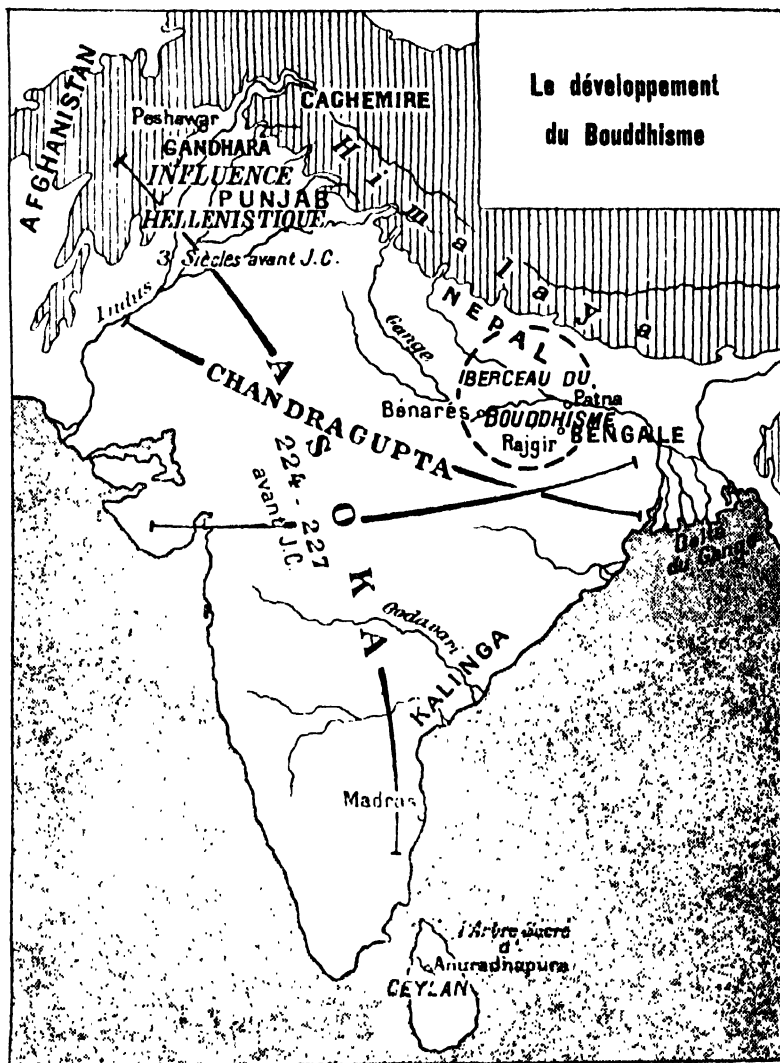 Le développement
du Bouddhisme
AFGHANISTAN
CACHEMIRE
Peshawar
GANDHARA
INFLUENCE
PUNJAB
HELLENISTIQUE
3 Siècles avant J.C.
Himalaya
Indus
NEPAL
Gange
BERCEAU DU
Patna
Bénarès
BOUDDHISME
BENGALE
Rajgir
CHANDRAGUPTA
ASOKA
224-227
avant J.C.
Delta
du Gange
Godavari
KALINGA
Madras
l'Arbre Sacré
d'
Anuradhapura
CEYLAN